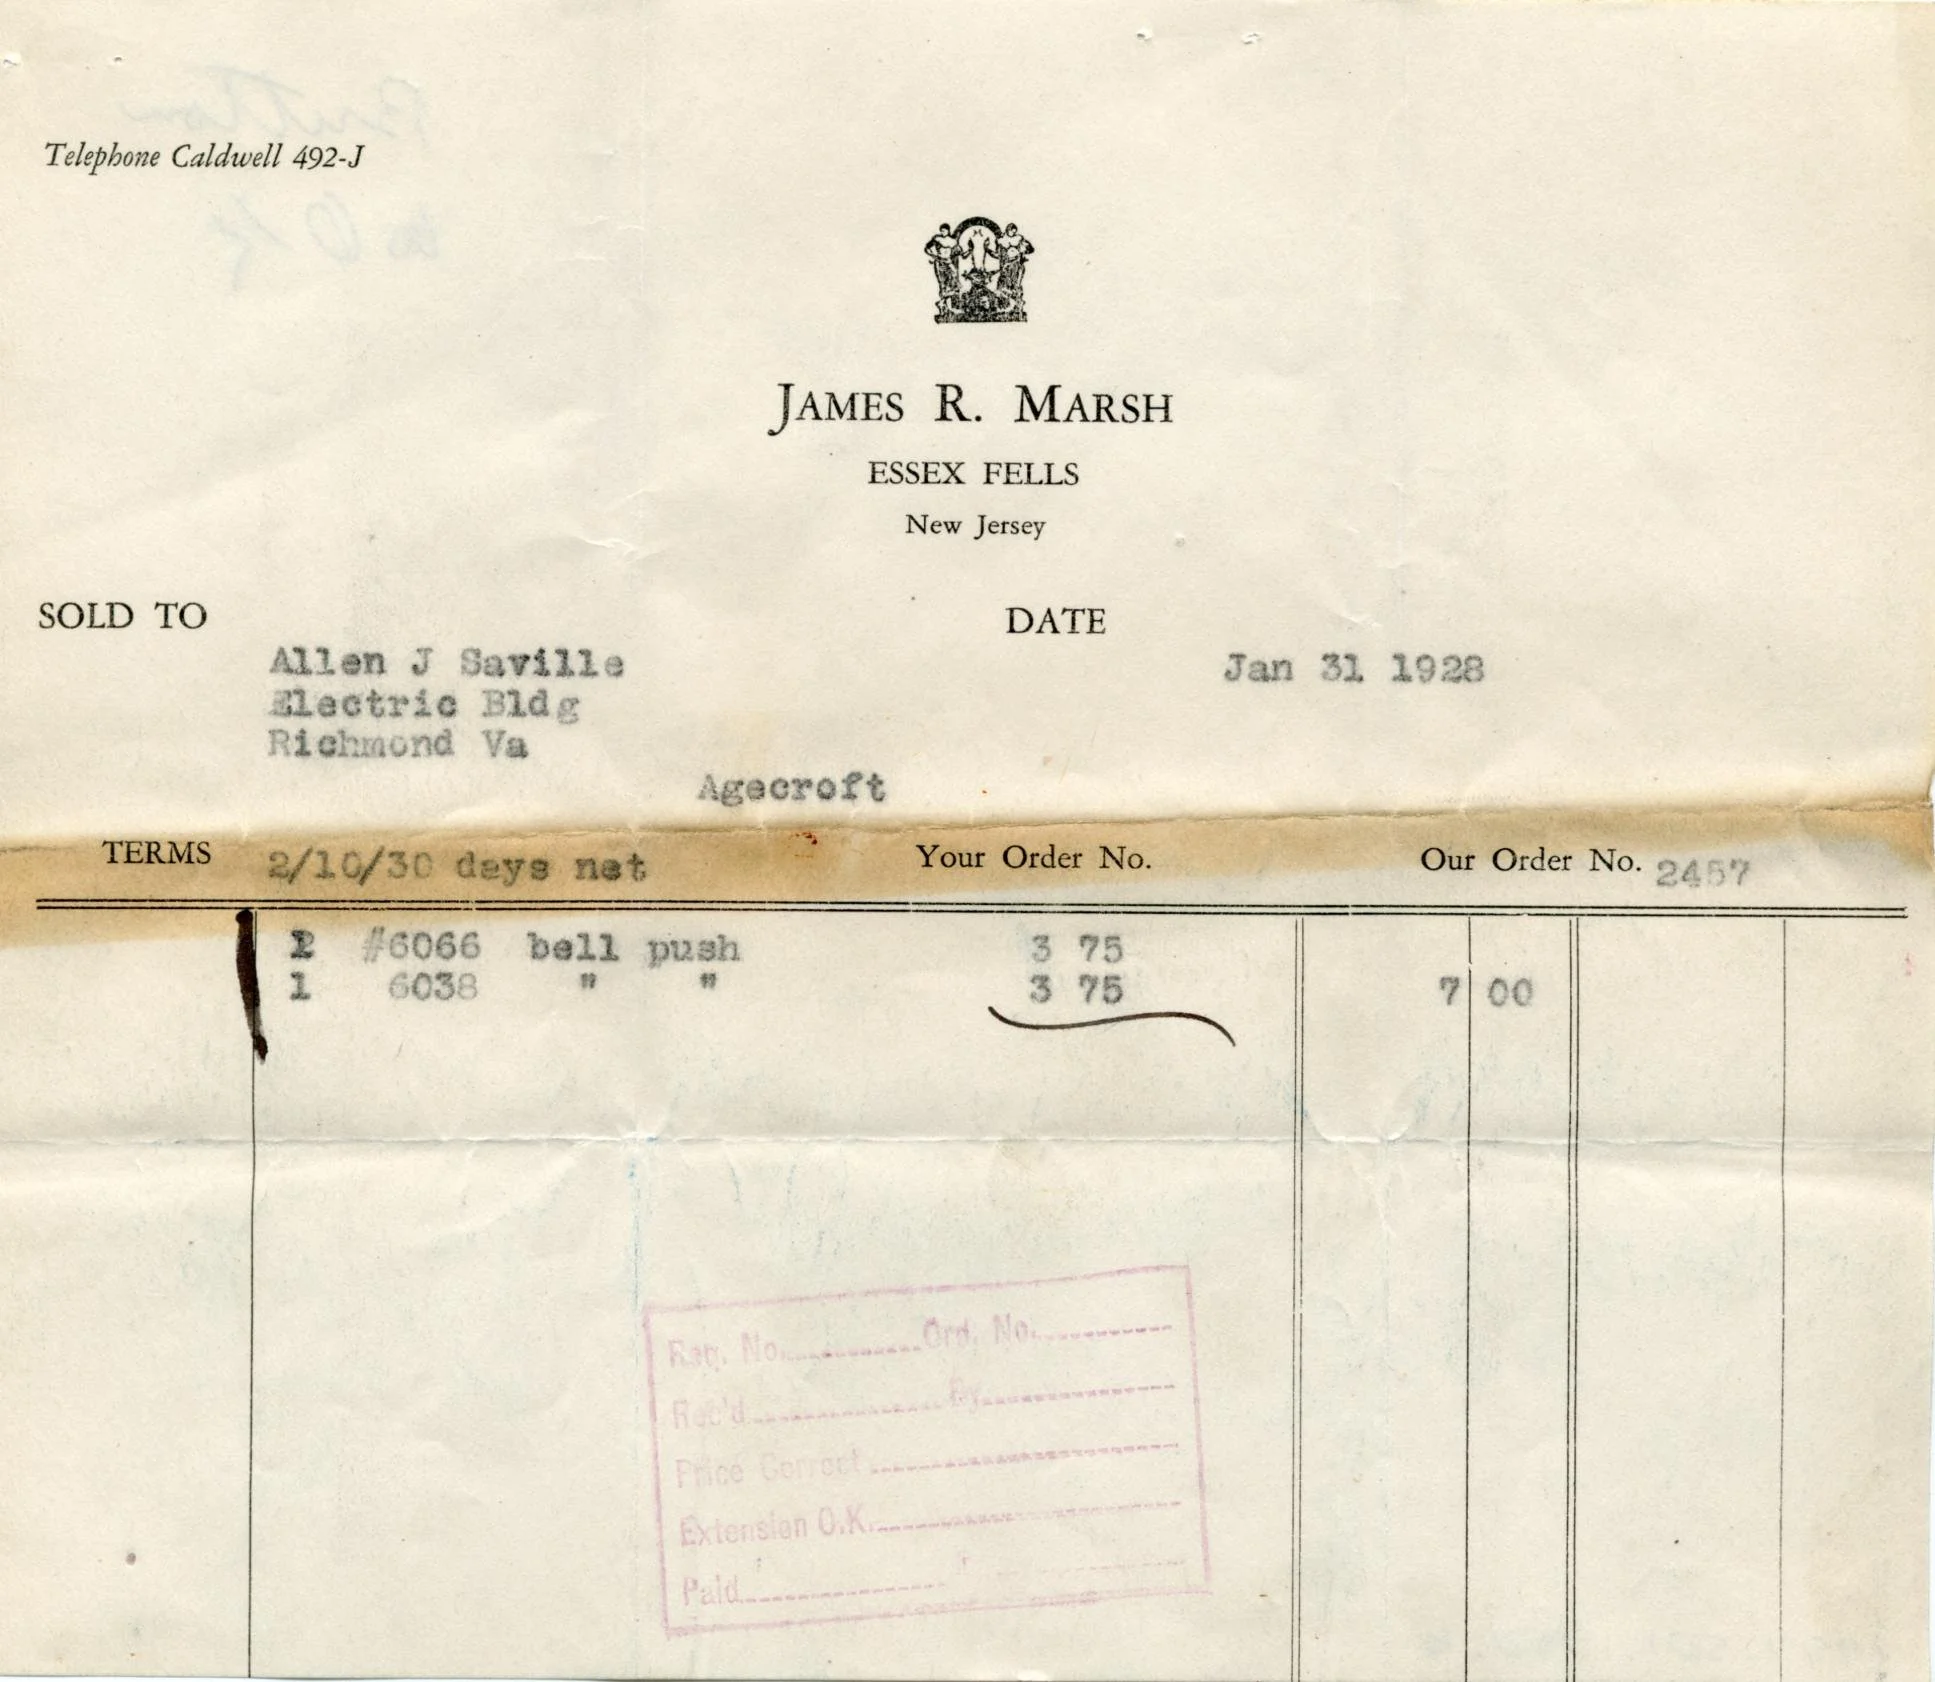 Telephone Caldwell 492-J
JAMES R. MARSH
ESSEX FELLS
New Jersey
SOLD TO
DATE
Allen J Saville
Electric Bldg
Richmond Va
Jan 31 1928
Agecroft
TERMS 2/10/30 days net Your Order No. Our Order No. 2457
#6066 bell push 3 75
1 6038 " " 3 75 7 00
Req. No. Ord. No.
Rec'd By
Price Correct
Extension O.K.
Paid